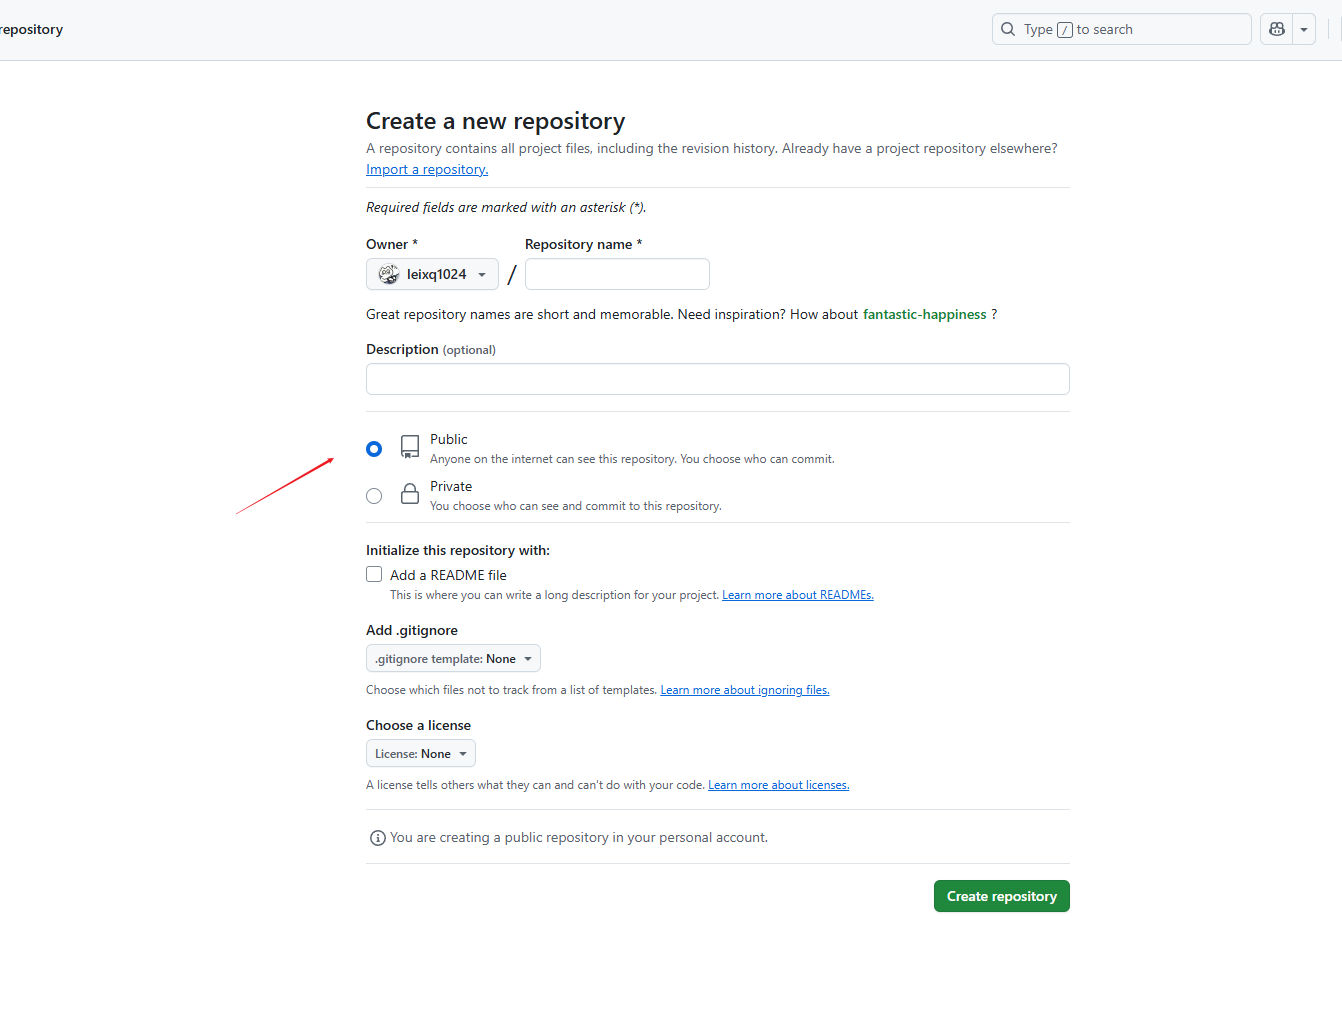 repository
Type / to search
Create a new repository
A repository contains all project files, including the revision history. Already have a project repository elsewhere?
Import a repository.
Required fields are marked with an asterisk (*).
Owner * Repository name *
leixq1024 /
Great repository names are short and memorable. Need inspiration? How about fantastic-happiness ?
Description (optional)
Public
Anyone on the internet can see this repository. You choose who can commit.
Private
You choose who can see and commit to this repository.
Initialize this repository with:
Add a README file
This is where you can write a long description for your project. Learn more about READMEs.
Add .gitignore
.gitignore template: None
Choose which files not to track from a list of templates. Learn more about ignoring files.
Choose a license
License: None
A license tells others what they can and can't do with your code. Learn more about licenses.
You are creating a public repository in your personal account.
Create repository